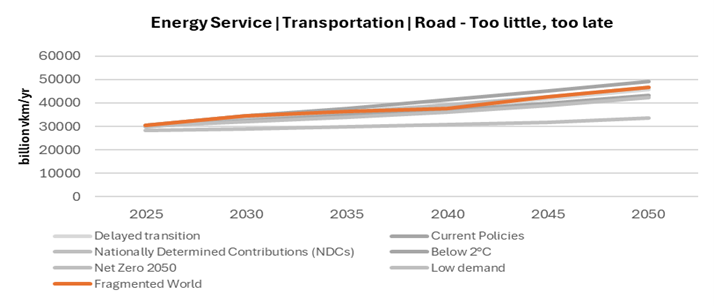 Energy Service | Transportation | Road - Too little, too late
billion vkm/yr
60000
50000
40000
30000
20000
10000
0
2025 2030 2035 2040 2045 2050
Delayed transition Current Policies
Nationally Determined Contributions (NDCs) Below 2°C
Net Zero 2050 Low demand
Fragmented World